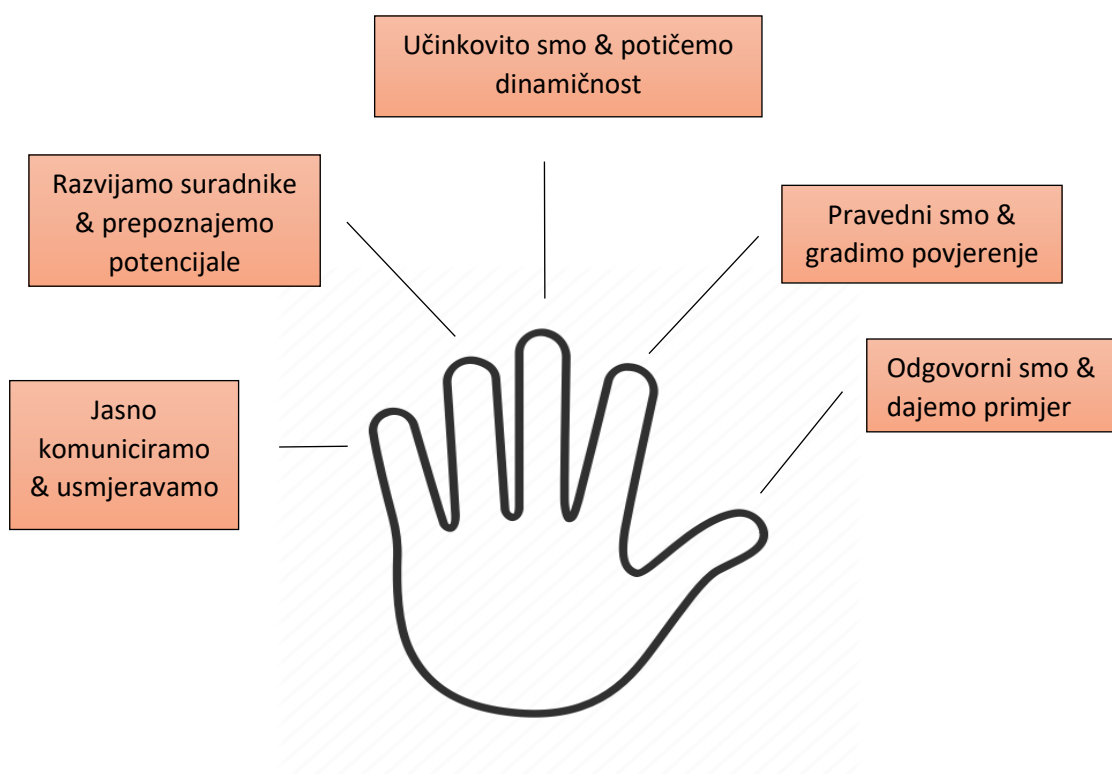 Učinkovito smo & potičemo
dinamičnost
Razvijamo suradnike
& prepoznajemo
potencijale
Pravedni smo &
gradimo povjerenje
Odgovorni smo &
dajemo primjer
Jasno
komuniciramo
& usmjeravamo